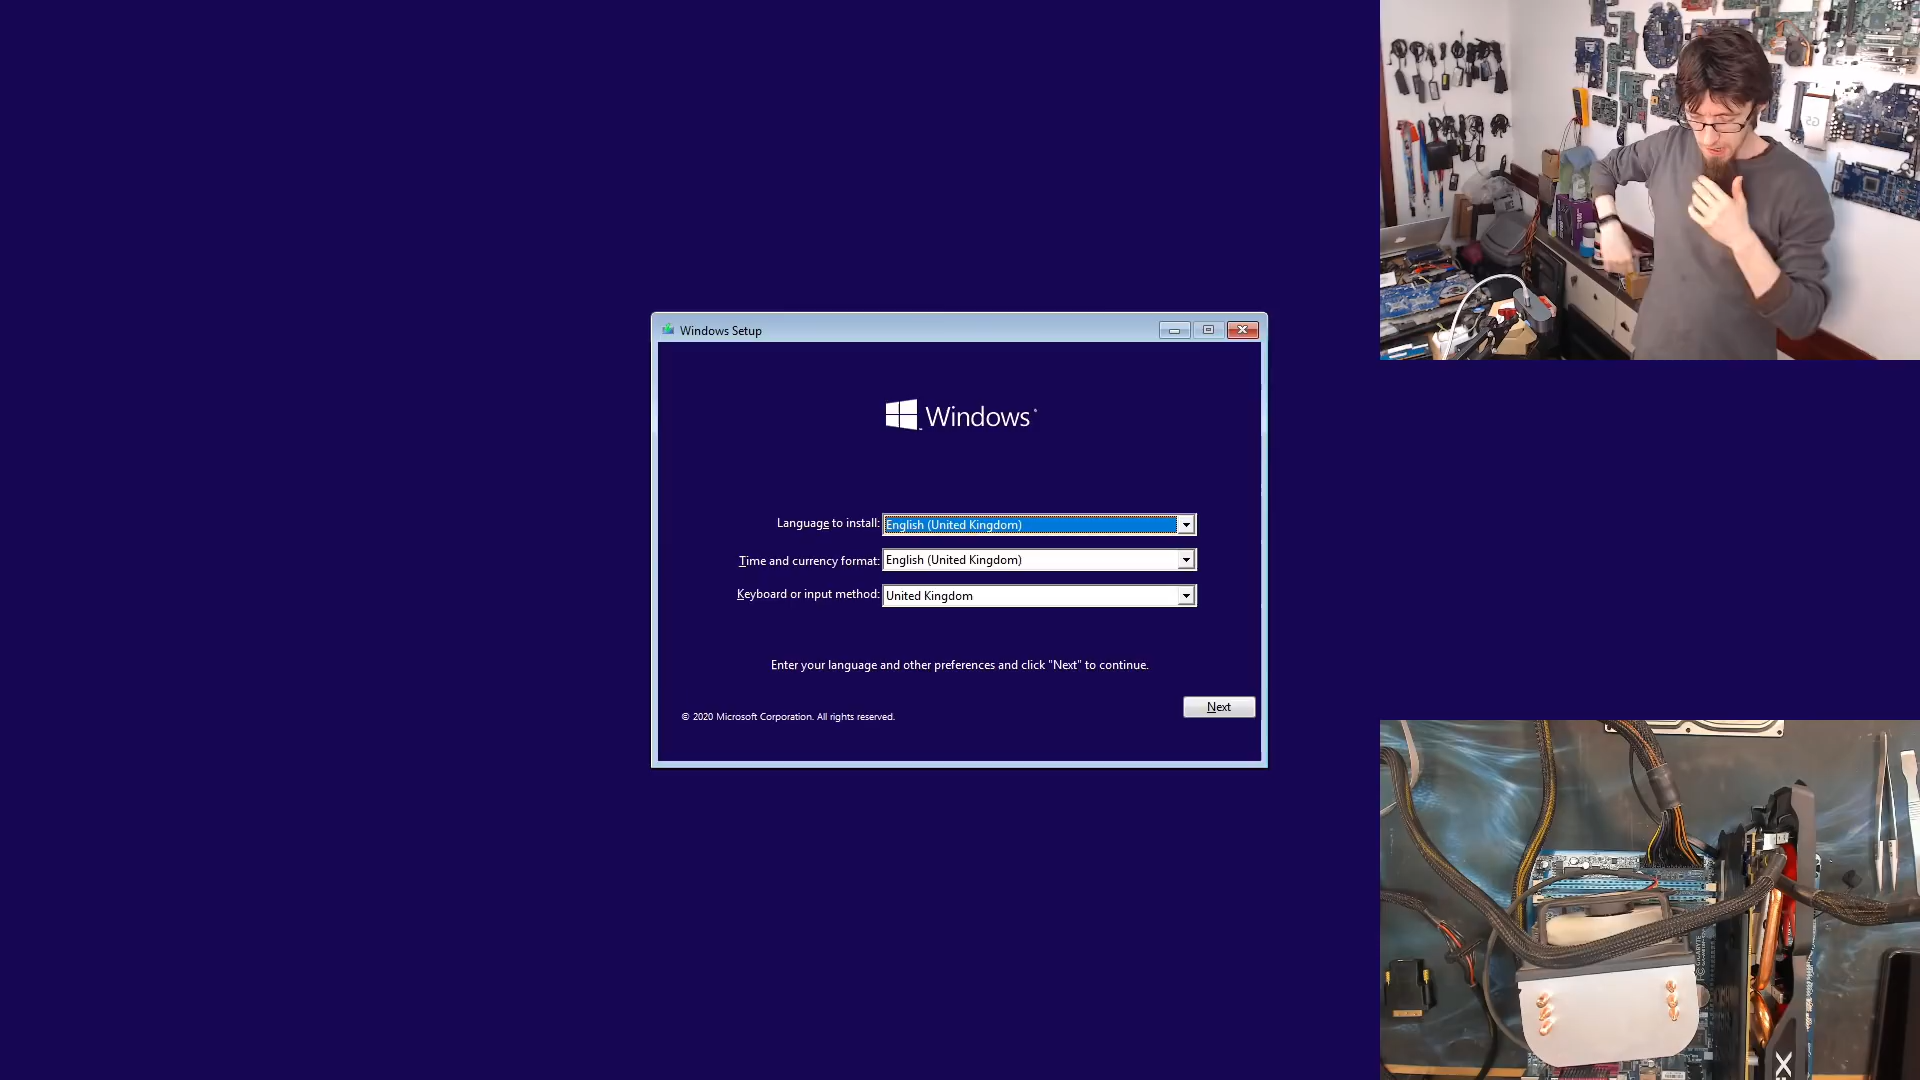 Windows Setup
Windows
Language to install: English (United Kingdom)
Time and currency format: English (United Kingdom)
Keyboard or input method: United Kingdom
Enter your language and other preferences and click "Next" to continue.
Next
© 2020 Microsoft Corporation. All rights reserved.
GIGABYTE
X